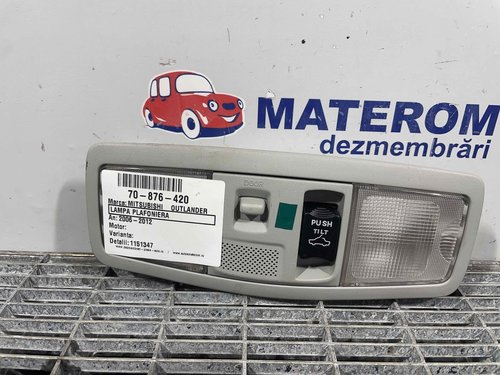 MATEROM
dezmembrări
70-876-420
Marca: MITSUBISHI OUTLANDER
LAMPA PLAFONIERA
An: 2006-2012
Motor:
Varianta:
Detalii: 1151347
DOOR
PUSH
TILT